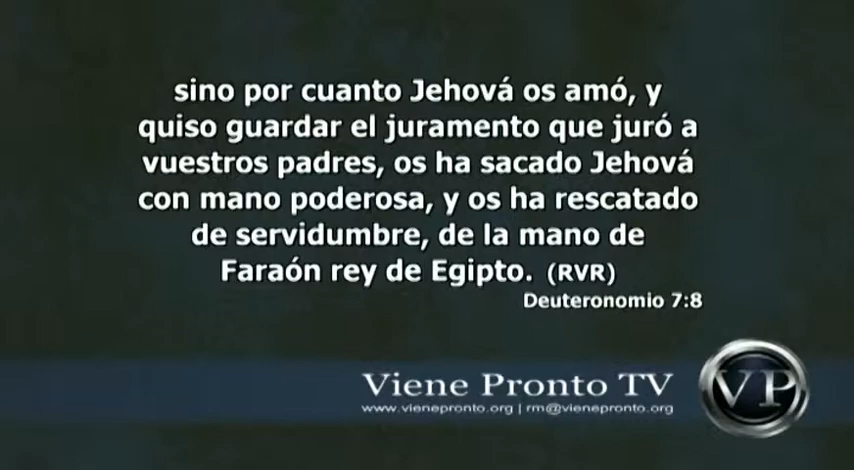 sino por cuanto Jehová os amó, y
quiso guardar el juramento que juró a
vuestros padres, os ha sacado Jehová
con mano poderosa, y os ha rescatado
de servidumbre, de la mano de
Faraón rey de Egipto. (RVR)
Deuteronomio 7:8
Viene Pronto TV
www.vienepronto.org | rm@vienepronto.org
VP